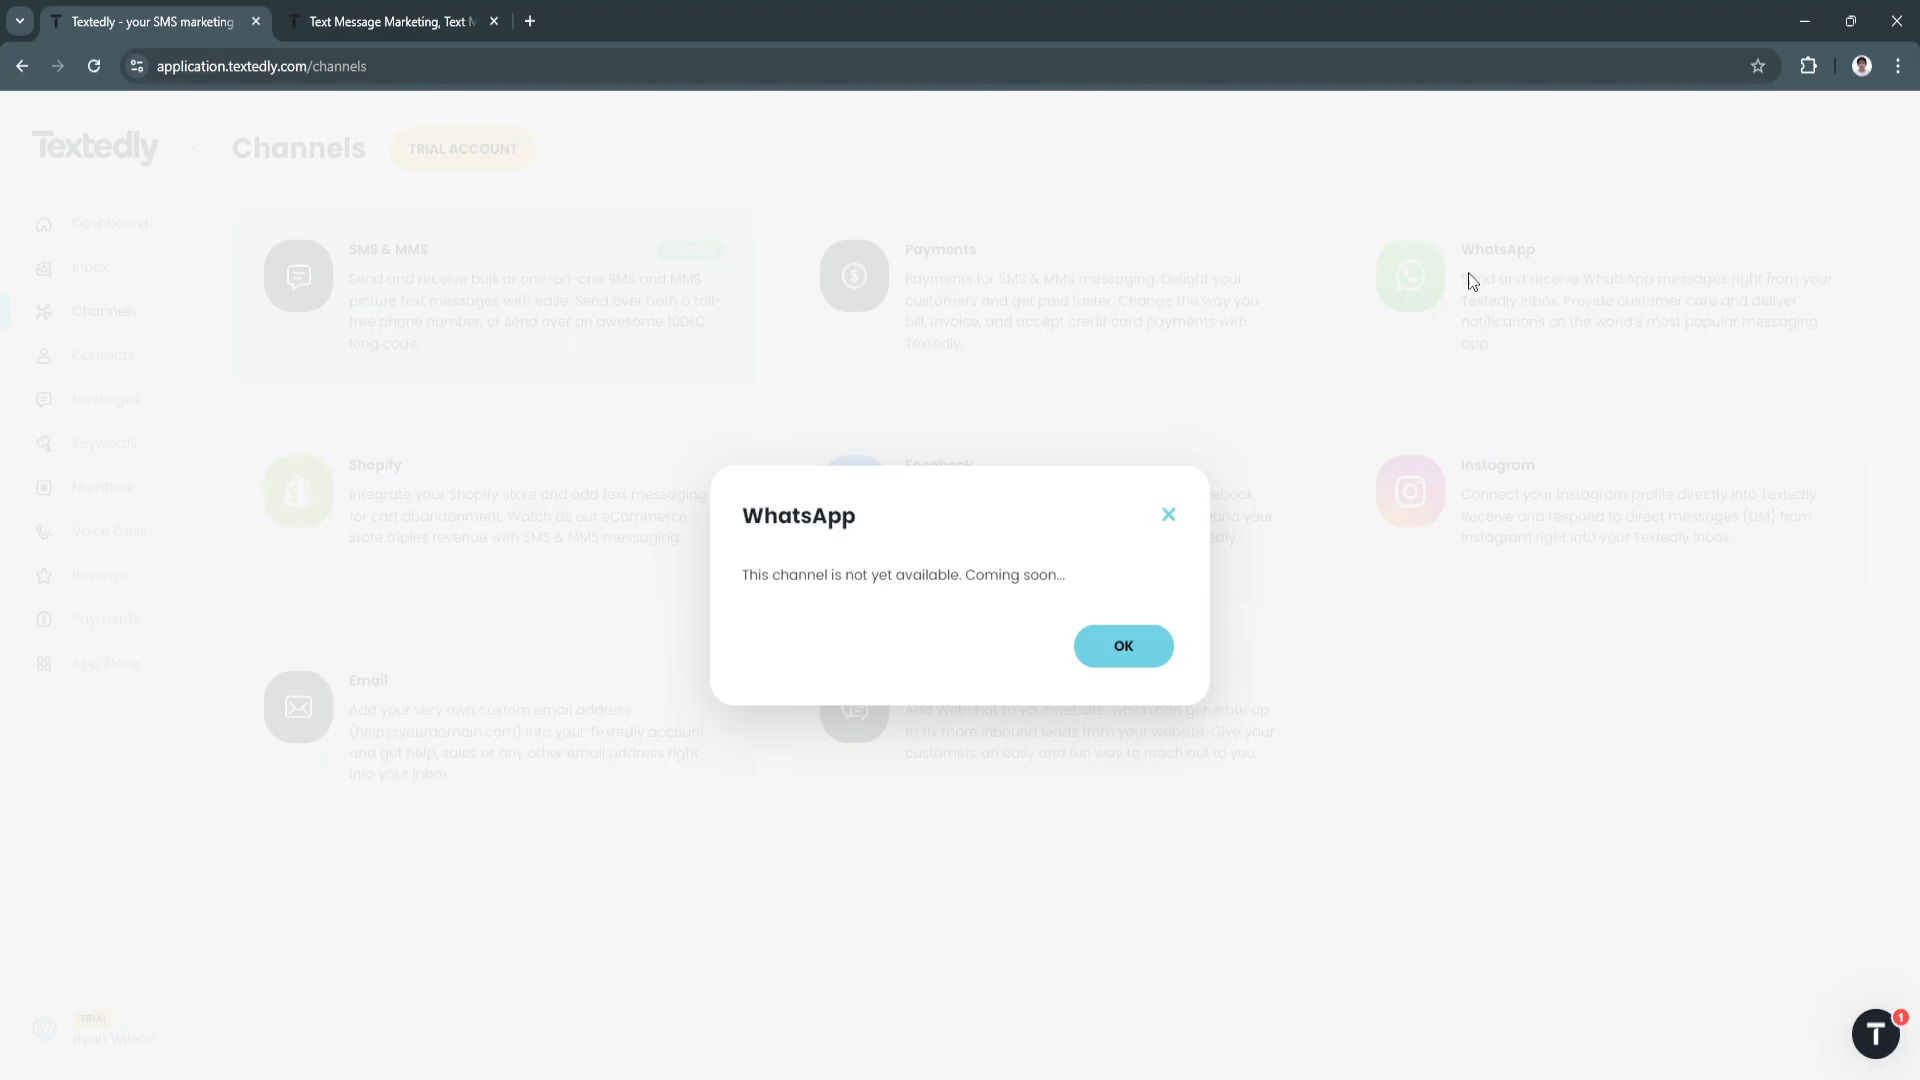 Textedly - your SMS marketing
Text Message Marketing, Text M
application.textedly.com/channels
Textedly
Channels
TRIAL ACCOUNT
Dashboard
Inbox
Channels
Contacts
Messages
Keywords
Numbers
Voice Calls
Reviews
Payments
App Store
SMS & MMS
Send and receive bulk or one-on-one SMS and MMS
picture text messages with ease. Send over both a toll-
free phone number, or send over an awesome 10DLC
long code.
Payments
Payments for SMS & MMS messaging. Delight your
customers and get paid faster. Change the way you
bill, invoice, and accept credit card payments with
Textedly.
WhatsApp
and receive WhatsApp messages right from your
Textedly Inbox. Provide customer care and deliver
notifications on the world's most popular messaging
app.
Shopify
Integrate your Shopify store and add text messaging
for cart abandonment. Watch as our eCommerce
store triples revenue with SMS & MMS messaging.
Facebook
and your
Instagram
Connect your Instagram profile directly into Textedly
Receive and respond to direct messages (DM) from
Instagram right into your Textedly Inbox.
WhatsApp
This channel is not yet available. Coming soon...
OK
Email
Add your very own custom email address
(help@yourdomain.com) into your Textedly account
and get help, sales or any other email address right
into your Inbox.
Add Webchat to your website, which can generate up
to 11x more inbound leads from your website. Give your
customers an easy and fun way to reach out to you.
RW
TRIAL
Ryan Wilson
T
1